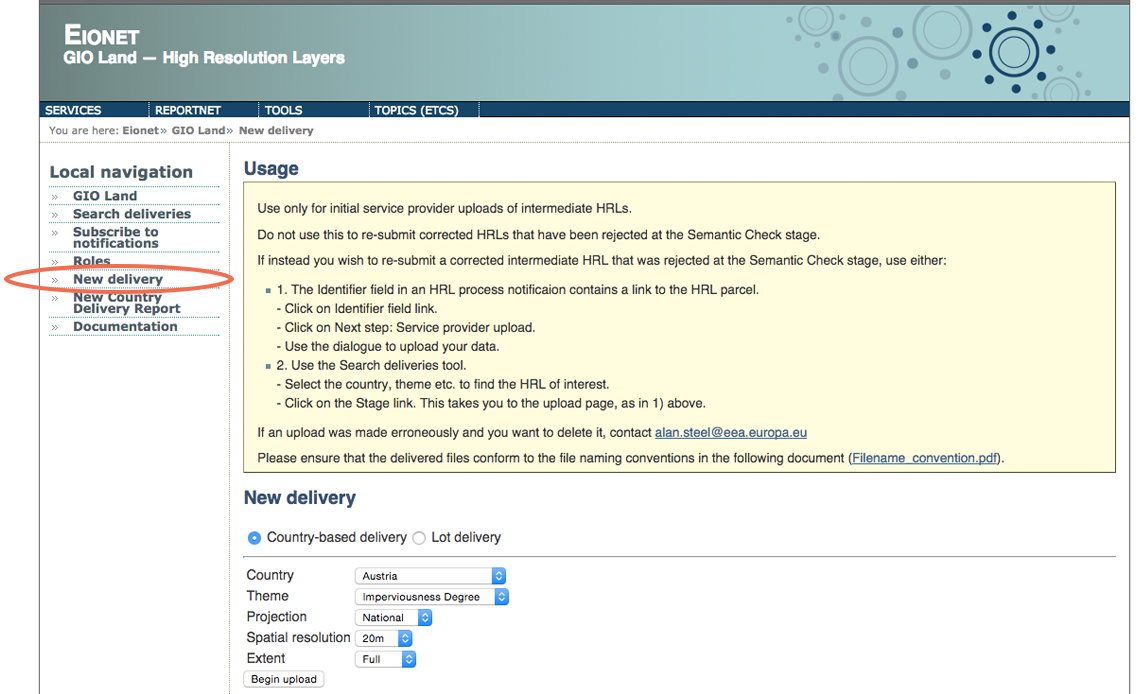 EIONET
GIO Land — High Resolution Layers
SERVICES
REPORTNET
TOOLS
TOPICS (ETCS)
You are here: Eionet» GIO Land» New delivery
Local navigation
» GIO Land
» Search deliveries
» Subscribe to
notifications
» Roles
» New delivery
» New Country
Delivery Report
» Documentation
Usage
Use only for initial service provider uploads of intermediate HRLs.
Do not use this to re-submit corrected HRLs that have been rejected at the Semantic Check stage.
If instead you wish to re-submit a corrected intermediate HRL that was rejected at the Semantic Check stage, use either:
1. The Identifier field in an HRL process notificaion contains a link to the HRL parcel.
- Click on Identifier field link.
- Click on Next step: Service provider upload.
- Use the dialogue to upload your data.
2. Use the Search deliveries tool.
- Select the country, theme etc. to find the HRL of interest.
- Click on the Stage link. This takes you to the upload page, as in 1) above.
If an upload was made erroneously and you want to delete it, contact alan.steel@eea.europa.eu
Please ensure that the delivered files conform to the file naming conventions in the following document (Filename_convention.pdf).
New delivery
Country-based delivery Lot delivery
Country Austria
Theme Imperviousness Degree
Projection National
Spatial resolution 20m
Extent Full
Begin upload